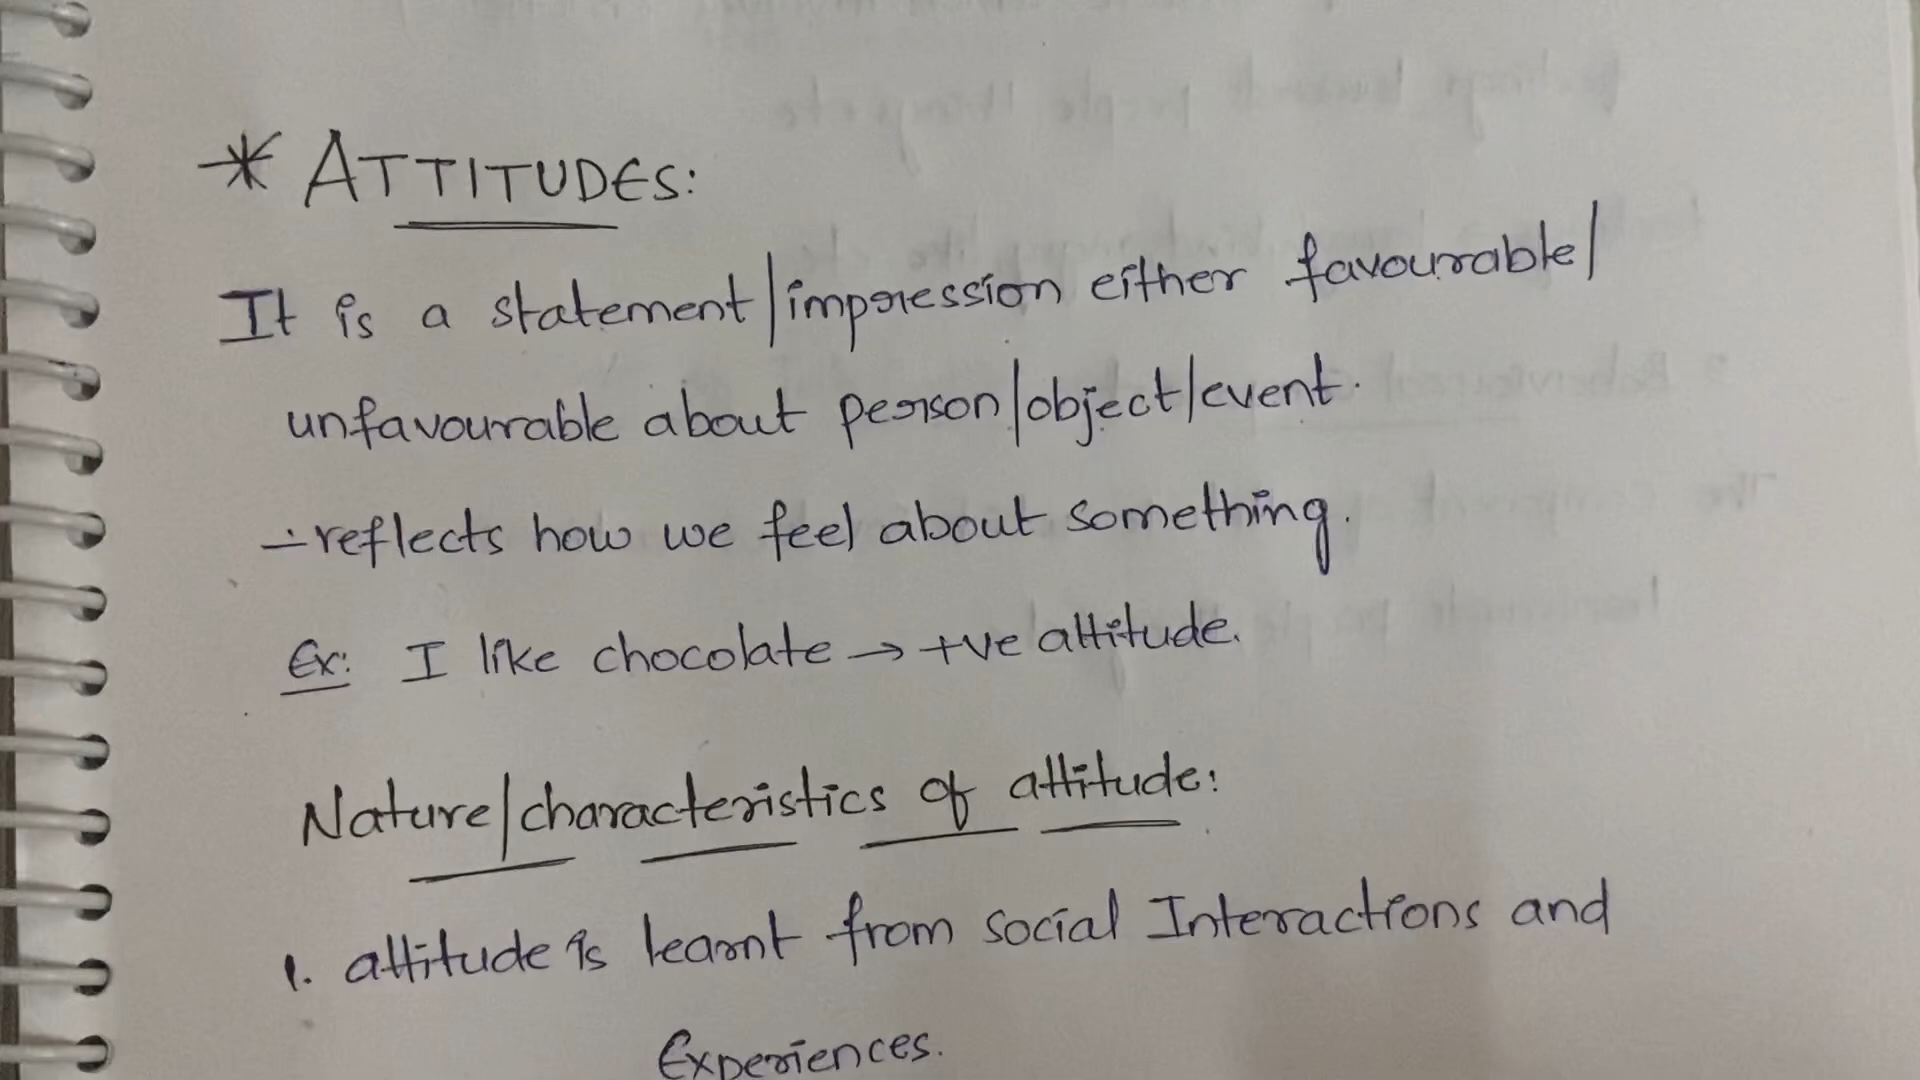 * ATTITUDES:
It is a statement/impression either favourable/
unfavourable about person/object/event.
- reflects how we feel about something.
Ex: I like chocolate → +ve attitude.
Nature/characteristics of attitude:
1. attitude is learnt from social Interactions and
Experiences.